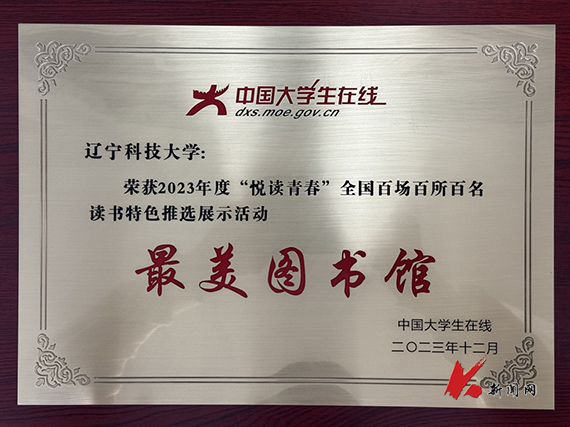 中国大学生在线
dxs.moe.gov.cn
辽宁科技大学:
荣获2023年度“悦读青春”全国百场百所百名
读书特色推选展示活动
最美图书馆
中国大学生在线
二〇二三年十二月
新闻网